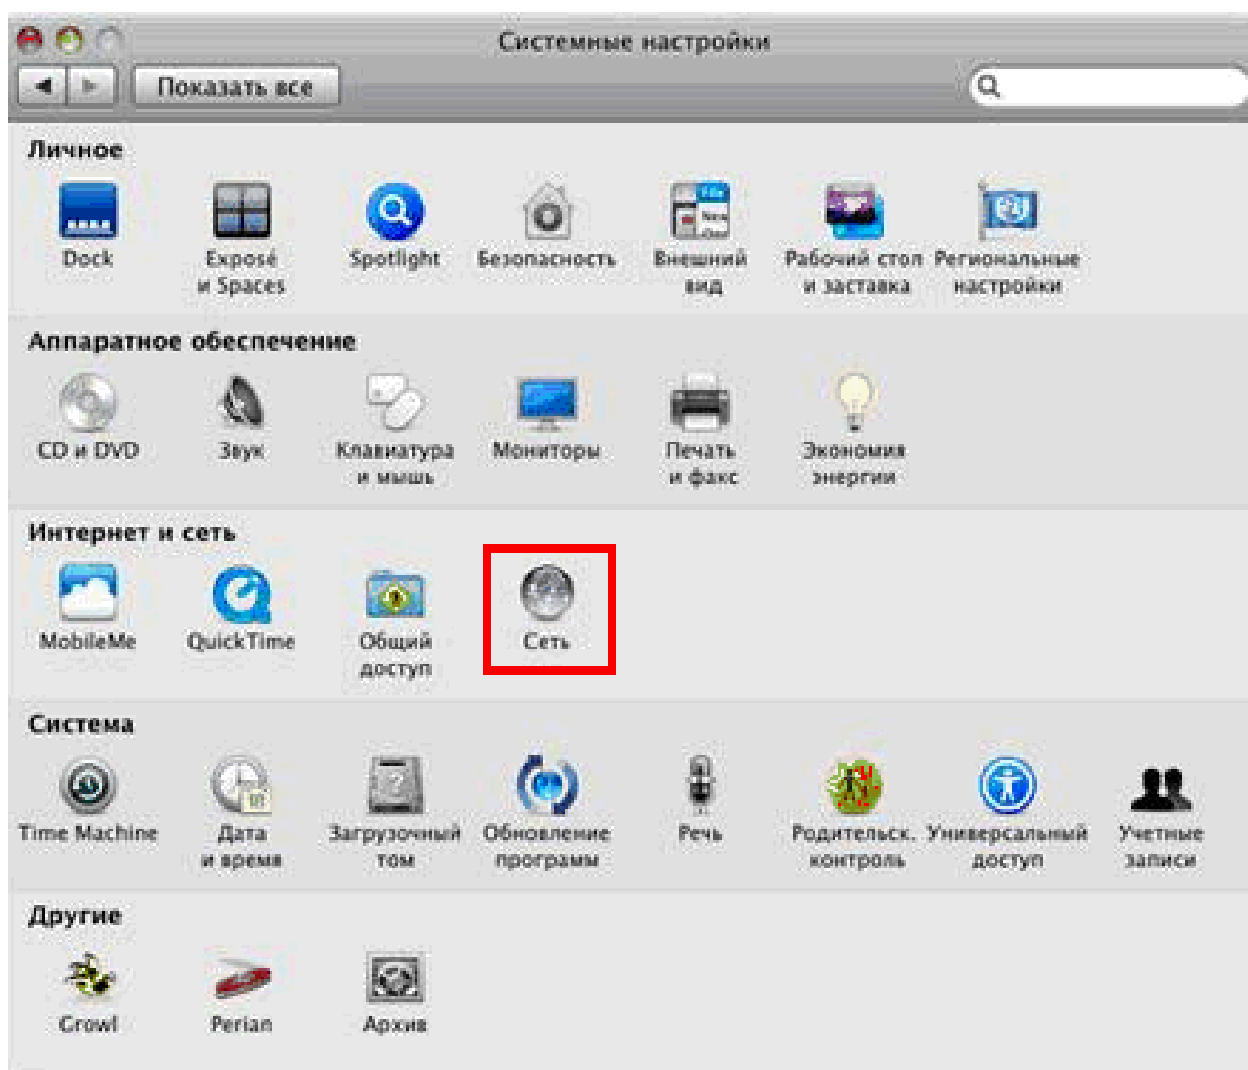 Системные настройки
Показать все
Личное
Dock
Exposé
и Spaces
Spotlight
Безопасность
Внешний
вид
Рабочий стол
и заставка
Региональные
настройки
Аппаратное обеспечение
CD и DVD
Звук
Клавиатура
и мышь
Мониторы
Печать
и факс
Экономия
энергии
Интернет и сеть
MobileMe
QuickTime
Общий
доступ
Сеть
Система
Time Machine
Дата
и время
Загрузочный
том
Обновление
программ
Речь
Родительск.
контроль
Универсальный
доступ
Учетные
записи
Другие
Growl
Perian
Архив